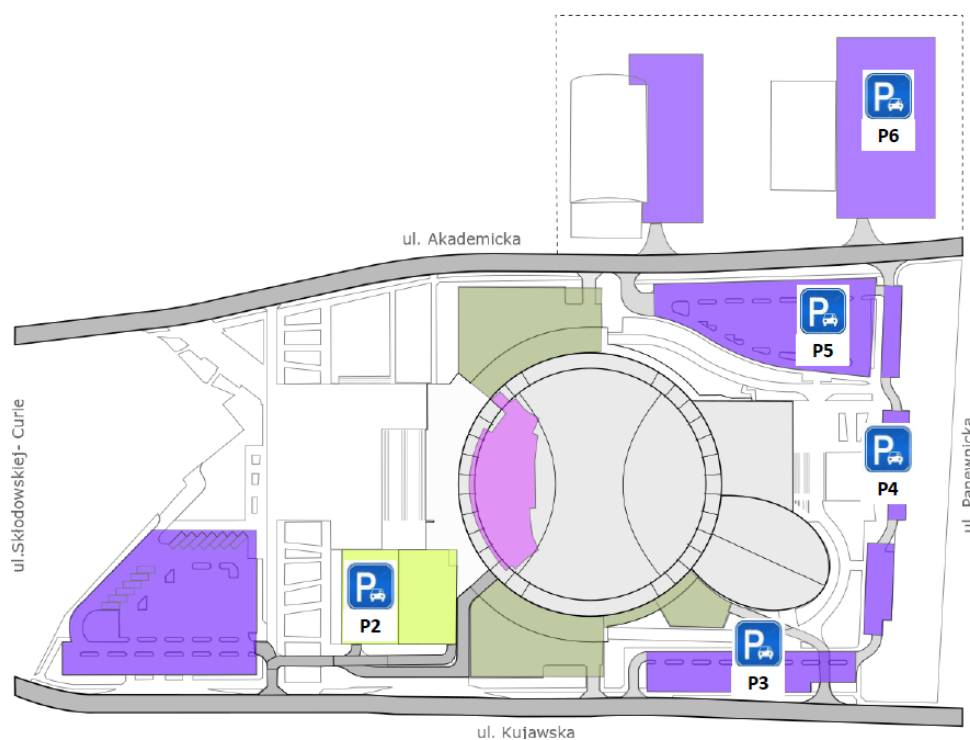 P
P6
ul. Akademicka
P
P5
ul.Skłodowskiej- Curie
P
P4
ul. Panewnicka
P
P2
P
P3
ul. Kujawska